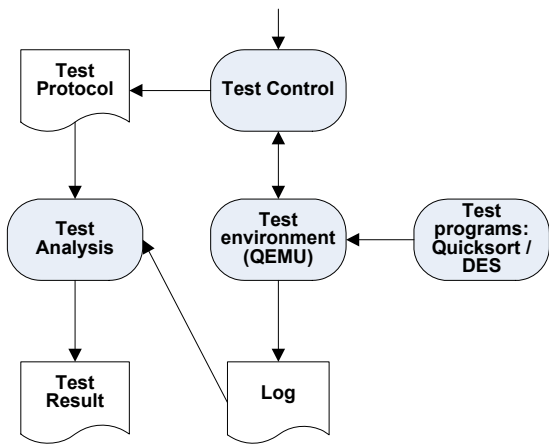 Test
Protocol
Test Control
Test
Analysis
Test
environment
(QEMU)
Test
programs:
Quicksort /
DES
Test
Result
Log